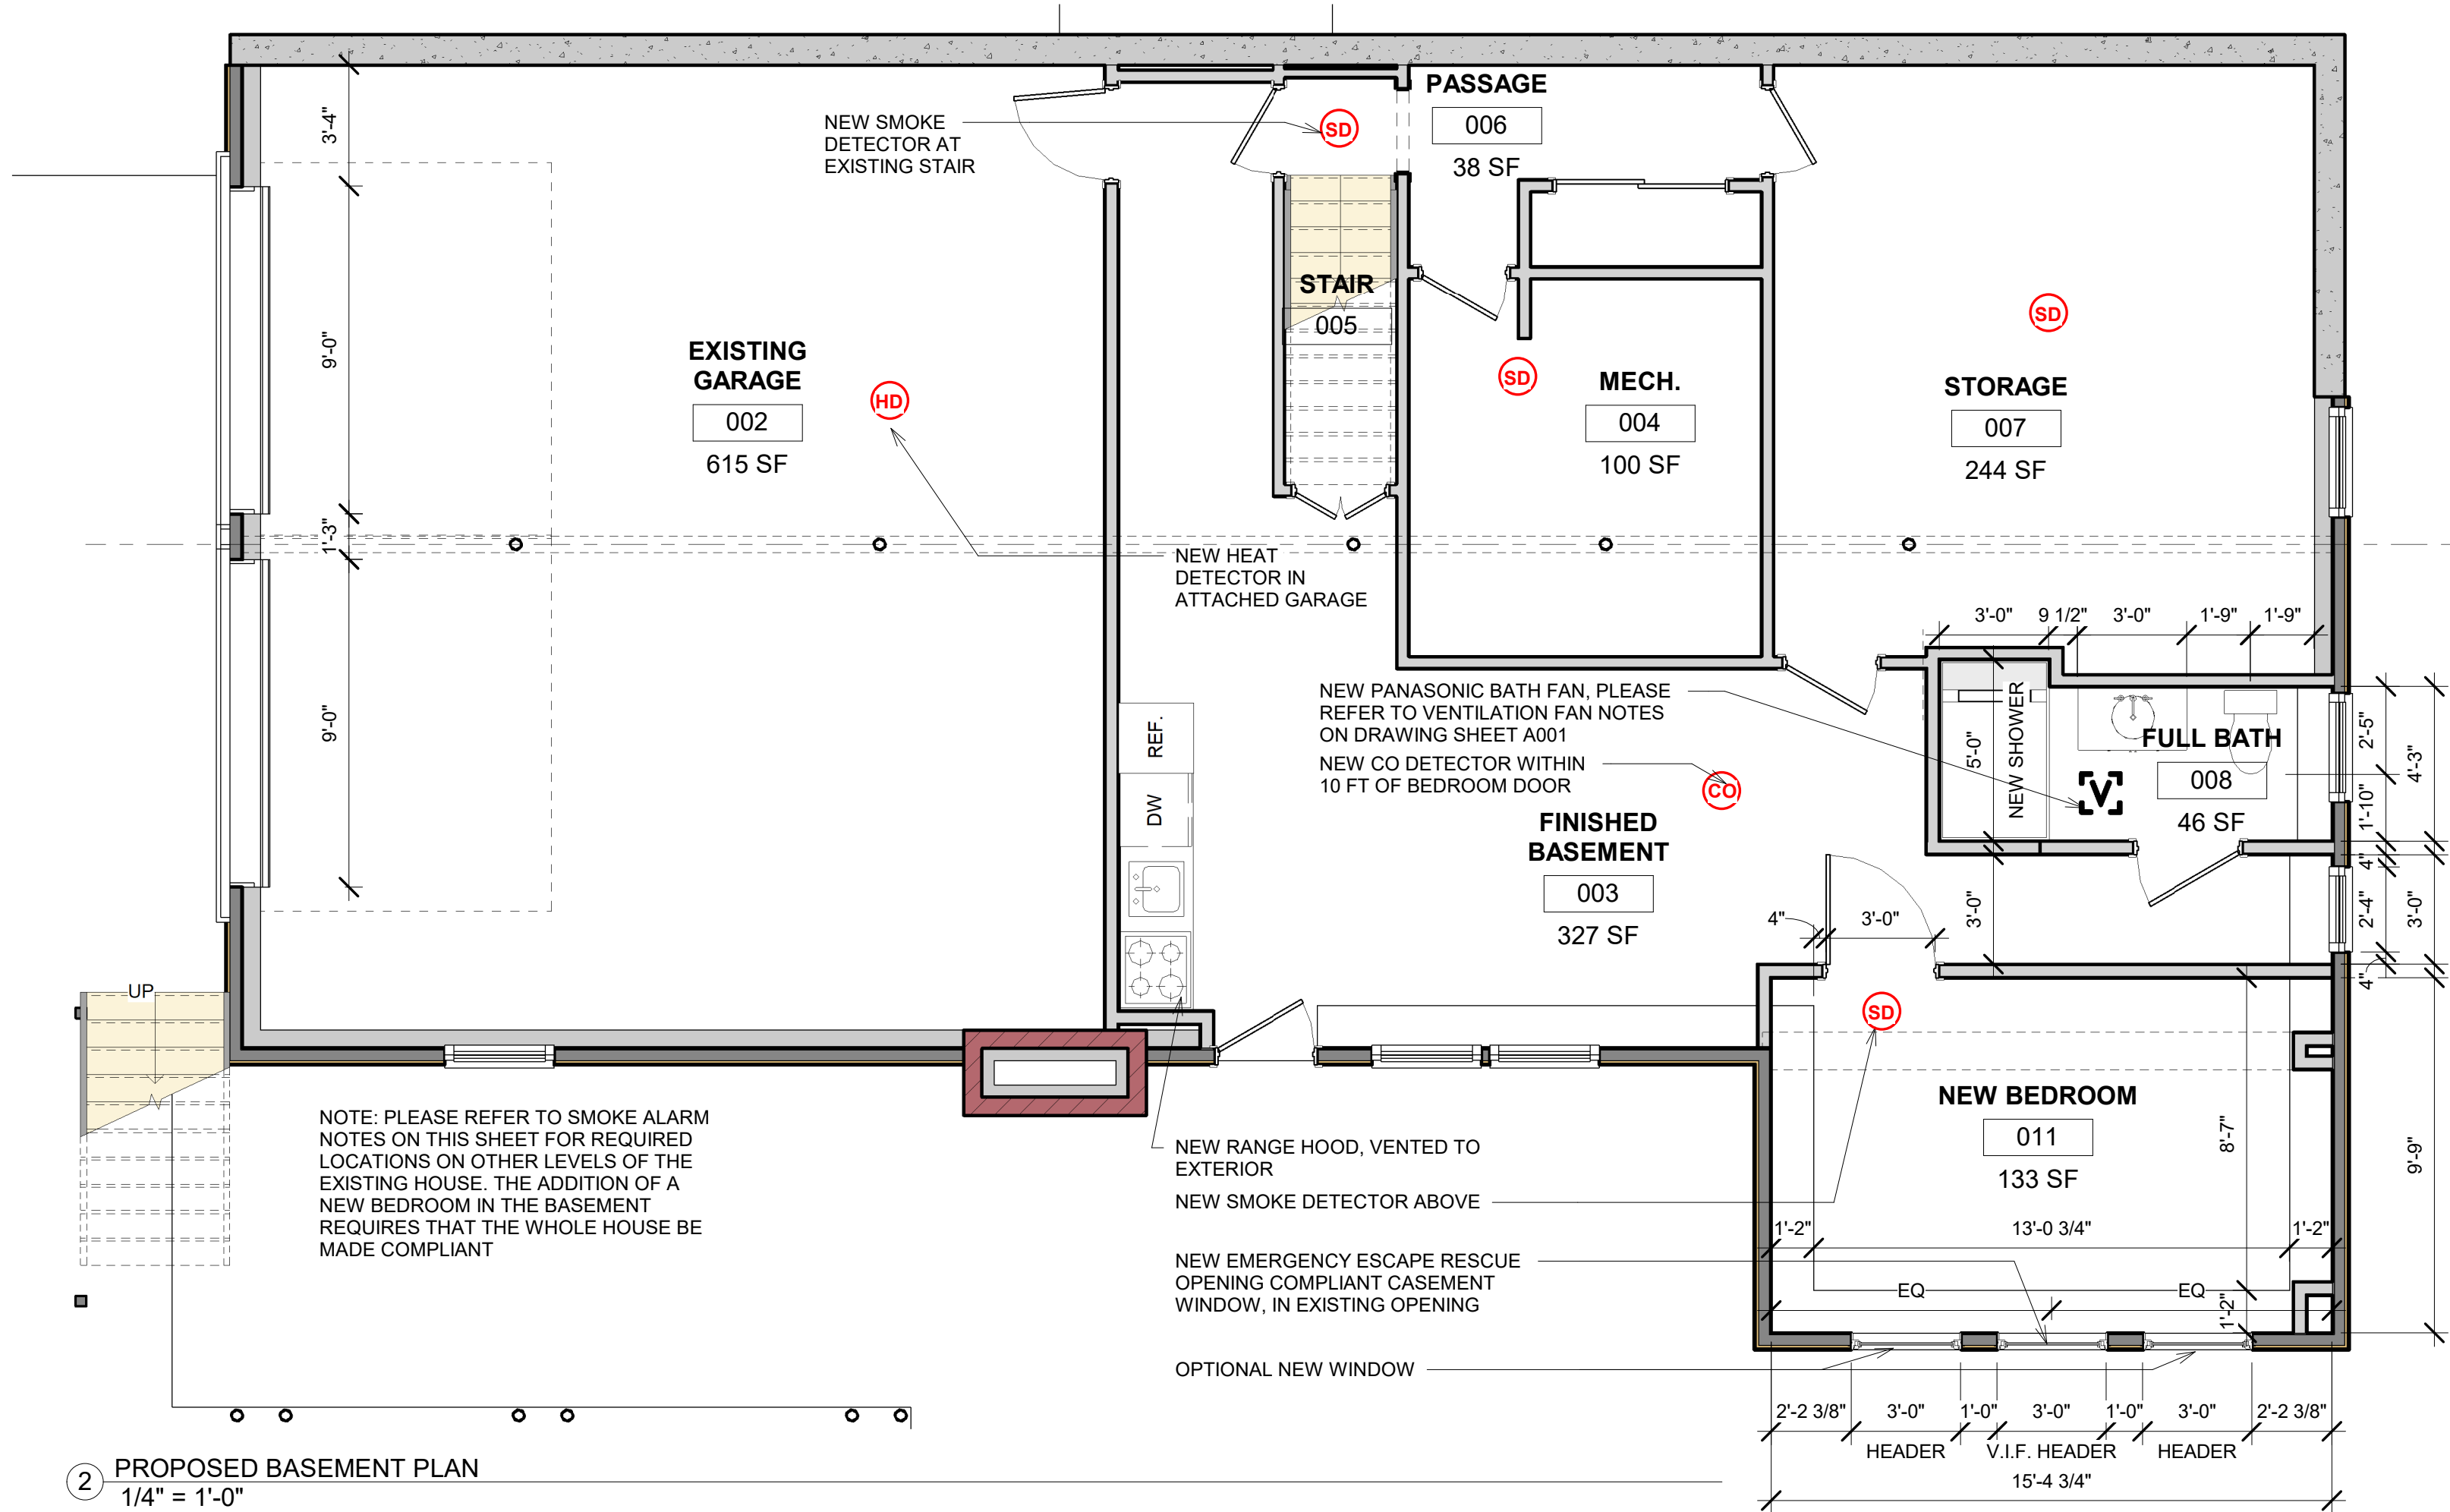 PASSAGE
006
38 SF
NEW SMOKE
DETECTOR AT
EXISTING STAIR
SD
3'-4"
9'-0"
1'-3"
9'-0"
EXISTING
GARAGE
002
615 SF
HD
STAIR
005
SD
MECH.
004
100 SF
SD
STORAGE
007
244 SF
NEW HEAT
DETECTOR IN
ATTACHED GARAGE
3'-0"
9 1/2"
3'-0"
1'-9"
1'-9"
NEW PANASONIC BATH FAN, PLEASE
REFER TO VENTILATION FAN NOTES
ON DRAWING SHEET A001
NEW CO DETECTOR WITHIN
10 FT OF BEDROOM DOOR
CO
REF.
DW
5'-0"
NEW SHOWER
V
FULL BATH
008
46 SF
2'-5"
4'-3"
1'-10"
4"
2'-4"
3'-0"
4"
FINISHED
BASEMENT
003
327 SF
4"
3'-0"
3'-0"
UP
SD
NEW BEDROOM
011
133 SF
8'-7"
9'-9"
1'-2"
13'-0 3/4"
1'-2"
EQ
EQ
1'-2"
NOTE: PLEASE REFER TO SMOKE ALARM
NOTES ON THIS SHEET FOR REQUIRED
LOCATIONS ON OTHER LEVELS OF THE
EXISTING HOUSE. THE ADDITION OF A
NEW BEDROOM IN THE BASEMENT
REQUIRES THAT THE WHOLE HOUSE BE
MADE COMPLIANT
NEW RANGE HOOD, VENTED TO
EXTERIOR
NEW SMOKE DETECTOR ABOVE
NEW EMERGENCY ESCAPE RESCUE
OPENING COMPLIANT CASEMENT
WINDOW, IN EXISTING OPENING
OPTIONAL NEW WINDOW
2'-2 3/8"
3'-0"
1'-0"
3'-0"
1'-0"
3'-0"
2'-2 3/8"
HEADER
V.I.F. HEADER
HEADER
15'-4 3/4"
2
PROPOSED BASEMENT PLAN
1/4" = 1'-0"